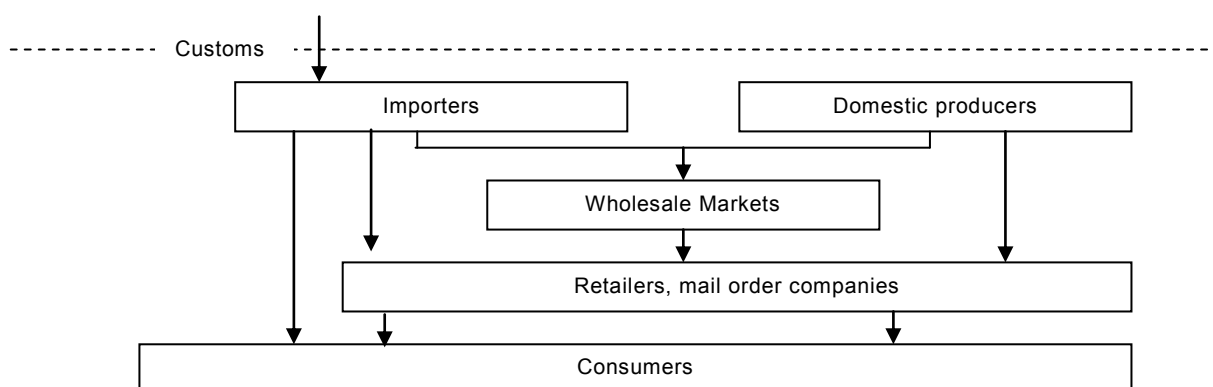 Customs
Importers
Domestic producers
Wholesale Markets
Retailers, mail order companies
Consumers